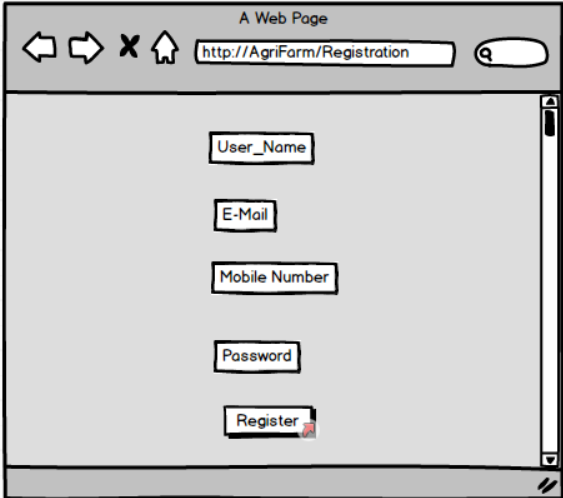 A Web Page
http://AgriFarm/Registration
User_Name
E-Mail
Mobile Number
Password
Register